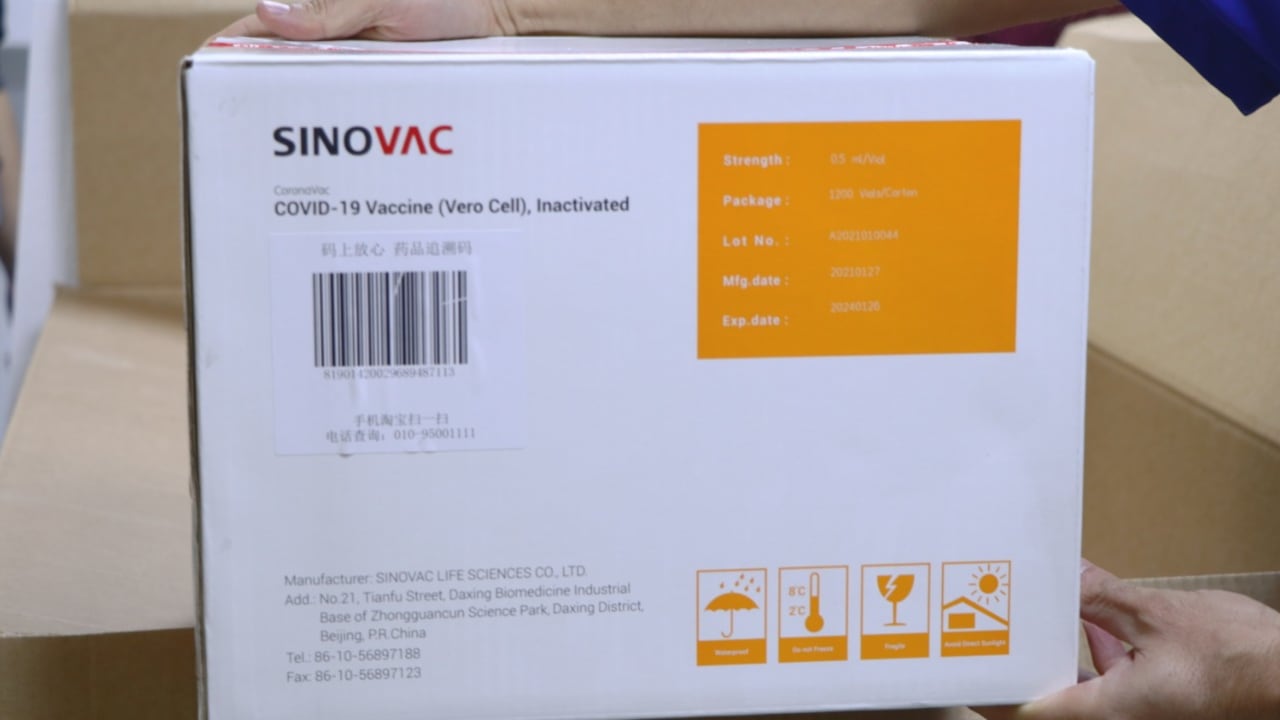 SINOVAC
CoronaVac
COVID-19 Vaccine (Vero Cell), Inactivated
码上放心 药品追溯码
81901420029689487113
手机淘宝扫一扫
电话查询：010-95001111
Strength : 0.5 ml/Vial
Package : 1200 Vials/Carton
Lot No. : A2021010044
Mfg.date : 20210127
Exp.date : 20240126
Manufacturer: SINOVAC LIFE SCIENCES CO., LTD.
Add.: No.21, Tianfu Street, Daxing Biomedicine Industrial
Base of Zhongguancun Science Park, Daxing District,
Beijing, P.R.China
Tel.: 86-10-56897188
Fax: 86-10-56897123
8°C
2°C
Waterproof
Do not Freeze
Fragile
Avoid Direct Sunlight